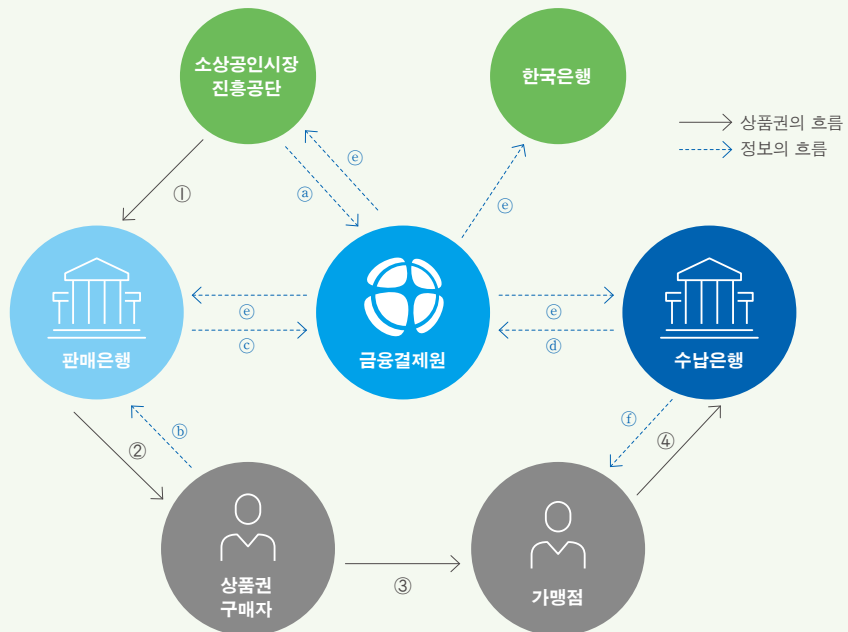 소상공인시장
진흥공단
한국은행
상품권의 흐름
정보의 흐름
ⓔ
ⓐ
①
ⓔ
판매은행
ⓔ
ⓒ
금융결제원
ⓔ
ⓓ
수납은행
②
ⓑ
ⓕ
④
상품권
구매자
③
가맹점